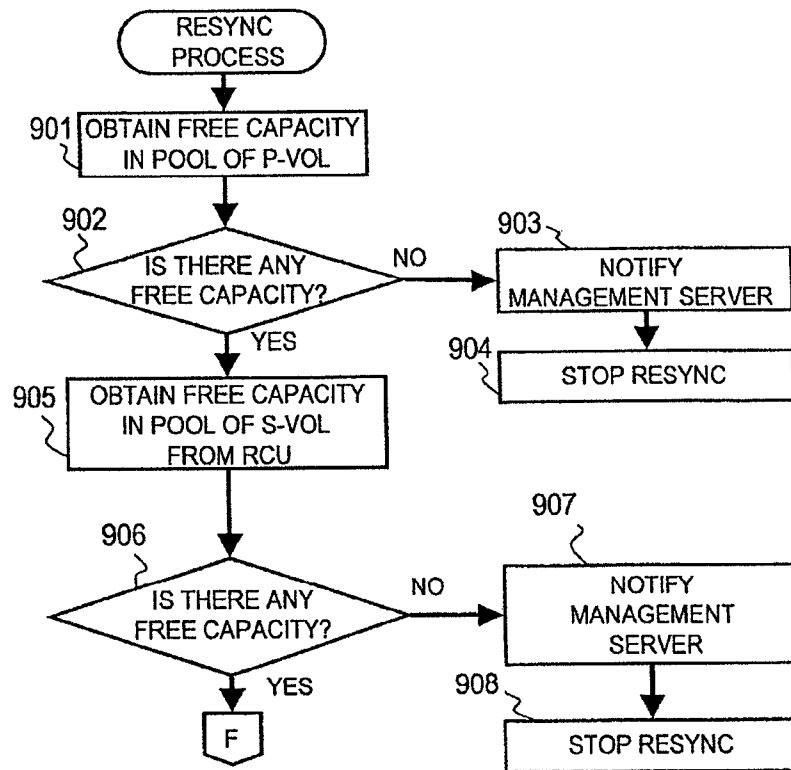 RESYNC
PROCESS
901
OBTAIN FREE CAPACITY
IN POOL OF P-VOL
902
IS THERE ANY
FREE CAPACITY?
NO
YES
903
NOTIFY
MANAGEMENT SERVER
904
STOP RESYNC
905
OBTAIN FREE CAPACITY
IN POOL OF S-VOL
FROM RCU
906
IS THERE ANY
FREE CAPACITY?
NO
YES
907
NOTIFY
MANAGEMENT
SERVER
908
STOP RESYNC
F